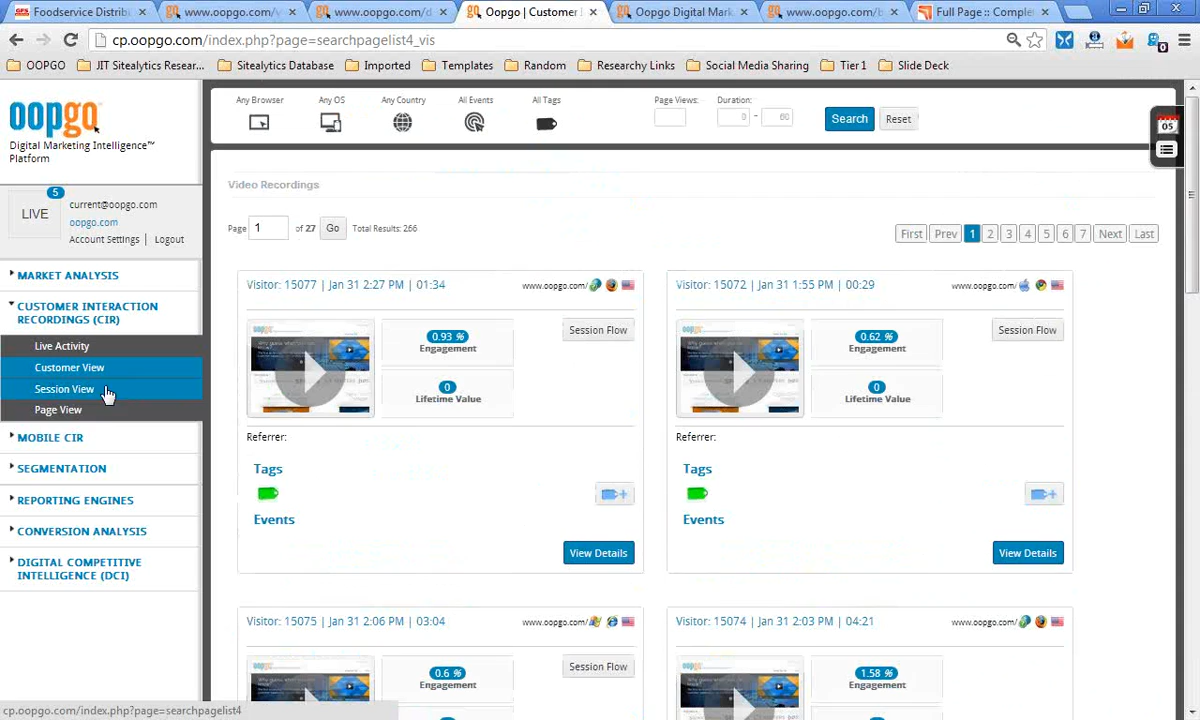 Foodservice Distrib
www.oopgo.com/v
www.oopgo.com/d
Oopgo | Customer
Oopgo Digital Mark
www.oopgo.com/b
Full Page :: Comple
cp.oopgo.com/index.php?page=searchpagelist4_vis
OOPGO
JIT Sitealytics Resear...
Sitealytics Database
Imported
Templates
Random
Researchy Links
Social Media Sharing
Tier 1
Slide Deck
oopgo
Digital Marketing Intelligence™
Platform
5
LIVE
current@oopgo.com
oopgo.com
Account Settings | Logout
MARKET ANALYSIS
CUSTOMER INTERACTION
RECORDINGS (CIR)
Live Activity
Customer View
Session View
Page View
MOBILE CIR
SEGMENTATION
REPORTING ENGINES
CONVERSION ANALYSIS
DIGITAL COMPETITIVE
INTELLIGENCE (DCI)
Any Browser
Any OS
Any Country
All Events
All Tags
Page Views:
Duration:
0 - 60
Search
Reset
05
Video Recordings
Page 1 of 27 Go Total Results: 266
First Prev 1 2 3 4 5 6 7 Next Last
Visitor: 15077 | Jan 31 2:27 PM | 01:34
www.oopgo.com/
0.93 %
Engagement
Session Flow
0
Lifetime Value
Referrer:
Tags
Events
View Details
Visitor: 15072 | Jan 31 1:55 PM | 00:29
www.oopgo.com/
0.62 %
Engagement
Session Flow
0
Lifetime Value
Referrer:
Tags
Events
View Details
Visitor: 15075 | Jan 31 2:06 PM | 03:04
www.oopgo.com/
0.6 %
Engagement
Session Flow
Visitor: 15074 | Jan 31 2:03 PM | 04:21
www.oopgo.com/
1.58 %
Engagement
Session Flow
cp.oopgo.com/index.php?page=searchpagelist4